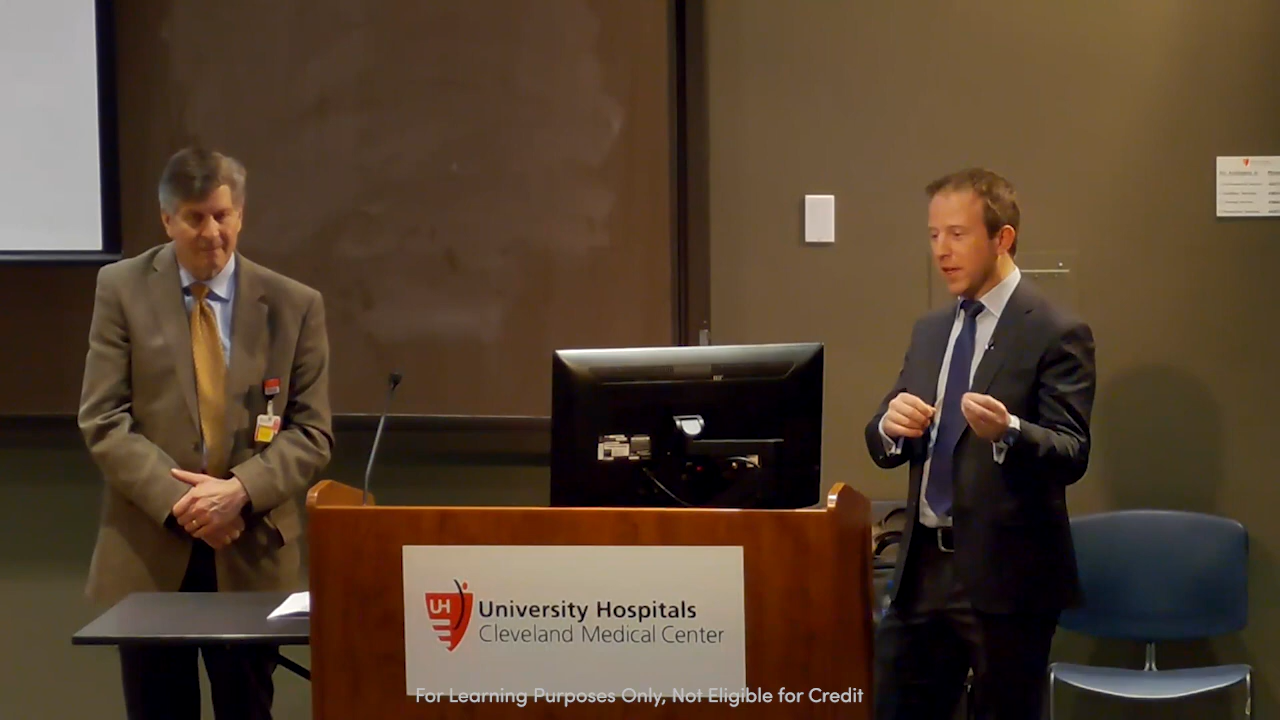 UH
University Hospitals
Cleveland Medical Center
For Learning Purposes Only, Not Eligible for Credit